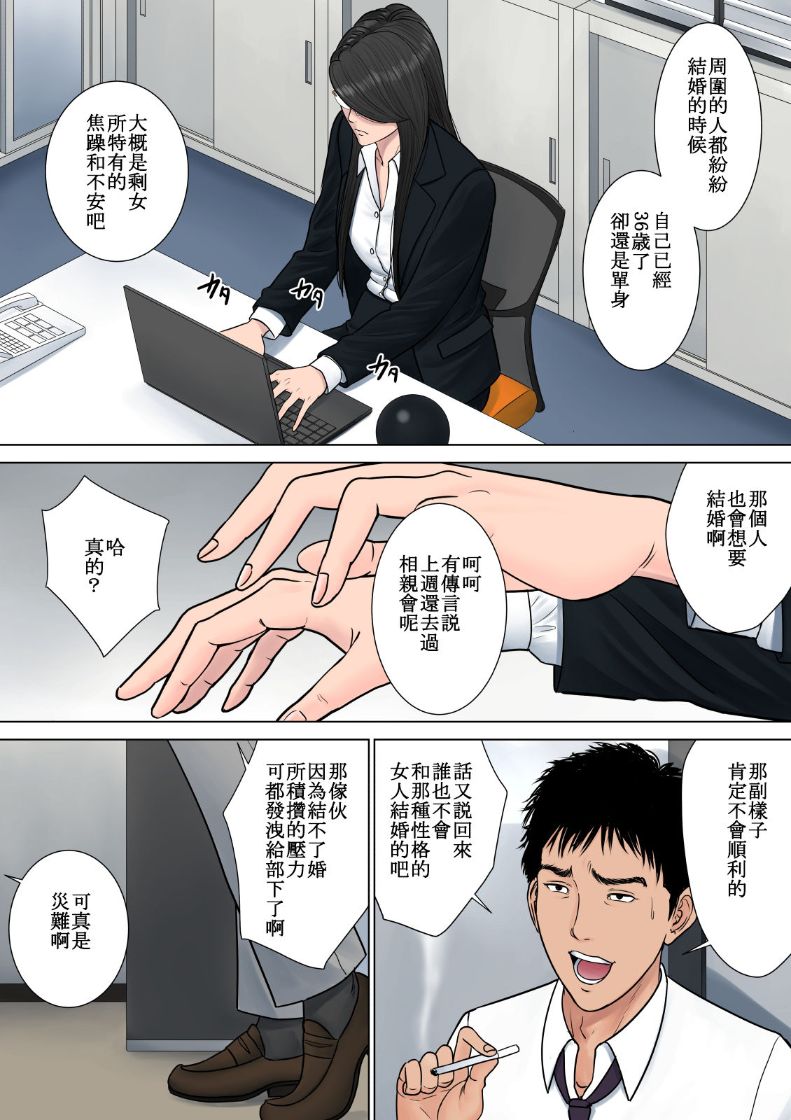 周圍的人都紛紛
結婚的時候
自己已經
36歲了
卻還是單身
大概是剩女
所特有的
焦躁和不安吧
カタ
カタ
カタ
那個人
也會想要
結婚啊
呵呵
有傳言說
上週還去過
相親會呢
哈
真的？
那副樣子
肯定不會順利的
話又說回來
誰也不會
和那種性格的
女人結婚的吧
那傢伙
因為結不了婚
所積攢的壓力
可都發洩給部下了啊
可真是
災難啊